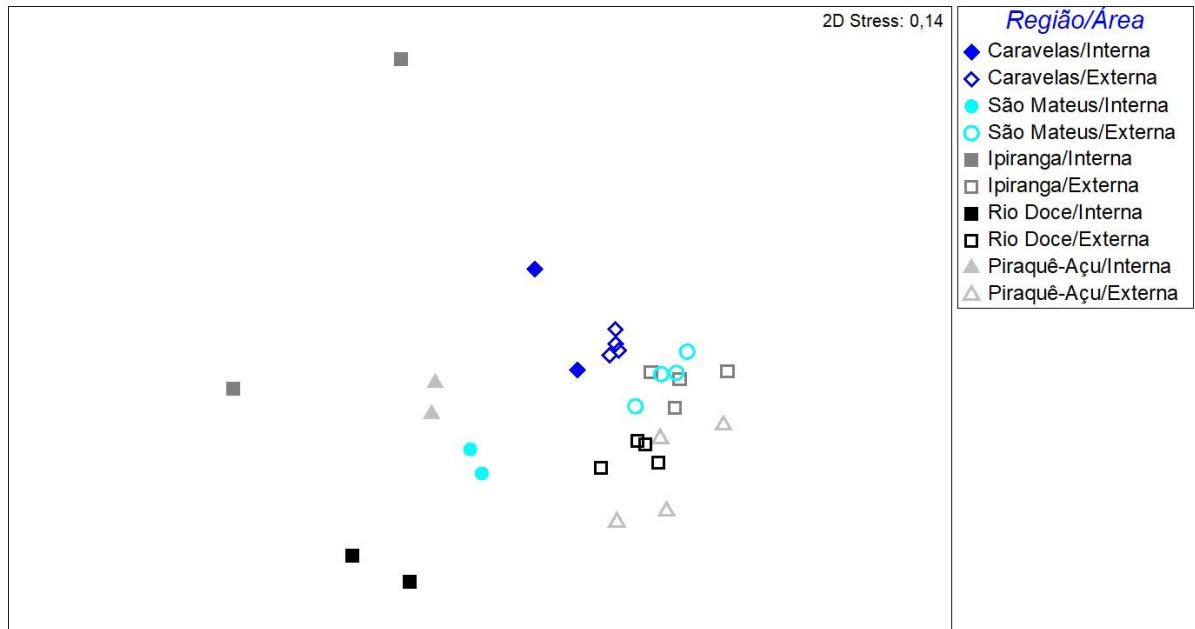 2D Stress: 0,14
Região/Área
Caravelas/Interna
Caravelas/Externa
São Mateus/Interna
São Mateus/Externa
Ipiranga/Interna
Ipiranga/Externa
Rio Doce/Interna
Rio Doce/Externa
Piraquê-Açu/Interna
Piraquê-Açu/Externa